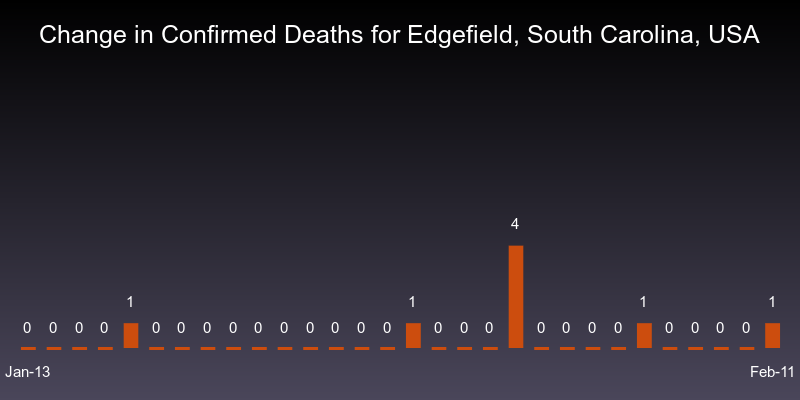 Change in Confirmed Deaths for Edgefield, South Carolina, USA
4
1 1 1 1
0 0 0 0 0 0 0 0 0 0 0 0 0 0 0 0 0 0 0 0 0 0 0 0 0
Jan-13 Feb-11